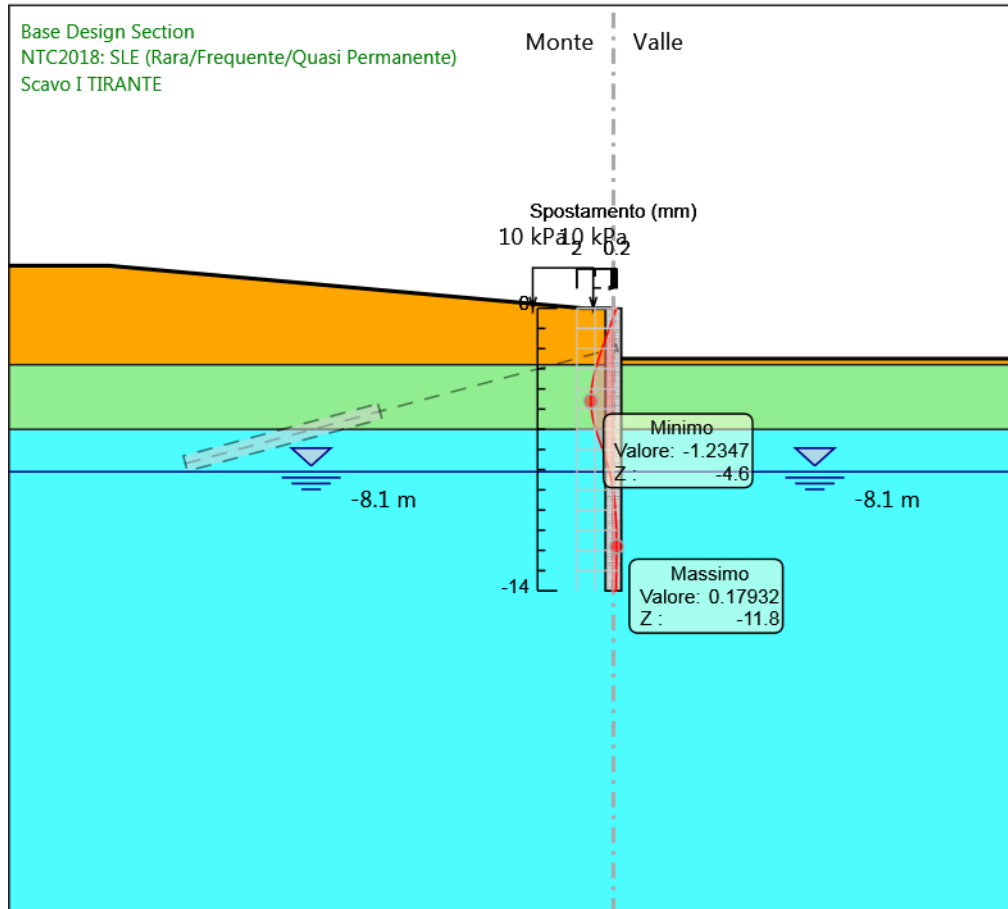 Base Design Section
NTC2018: SLE (Rara/Frequente/Quasi Permanente)
Scavo I TIRANTE
Monte
Valle
Spostamento (mm)
10 kPa
10 kPa
2
0.2
0
Minimo
Valore: -1.2347
Z : -4.6
-8.1 m
-8.1 m
-14
Massimo
Valore: 0.17932
Z : -11.8